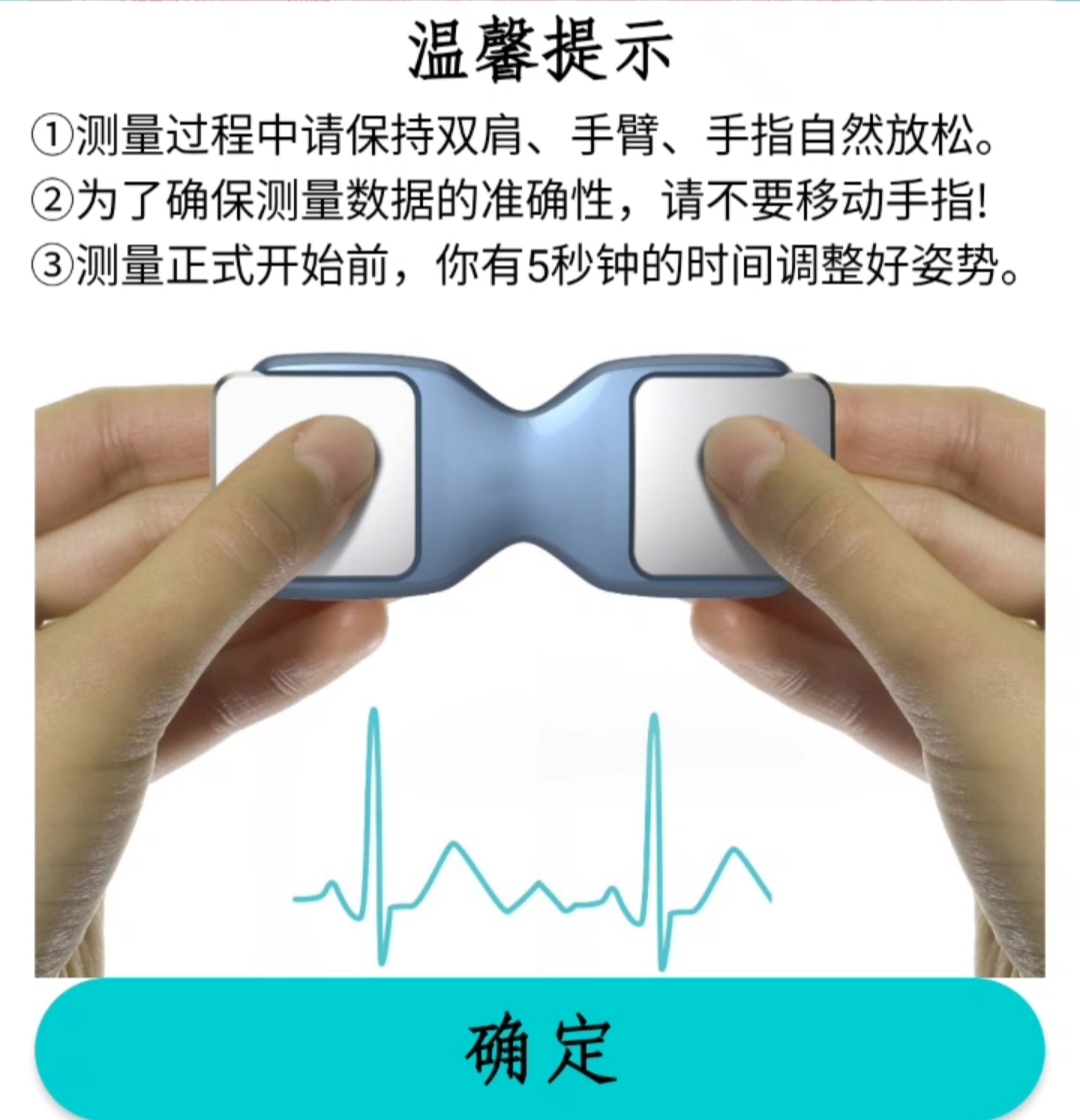 温馨提示
①测量过程中请保持双肩、手臂、手指自然放松。
②为了确保测量数据的准确性，请不要移动手指!
③测量正式开始前，你有5秒钟的时间调整好姿势。
确定